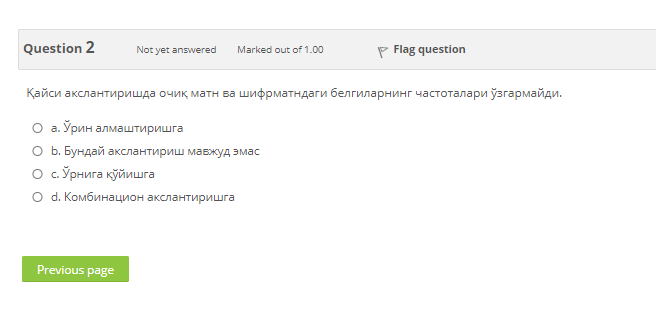 Question 2 Not yet answered Marked out of 1.00 Flag question
Қайси акслантиришда очиқ матн ва шифрматндаги белгиларнинг частоталари ўзгармайди.
a. Ўрин алмаштиришга
b. Бундай акслантириш мавжуд эмас
c. Ўрнига қўйишга
d. Комбинацион акслантиришга
Previous page